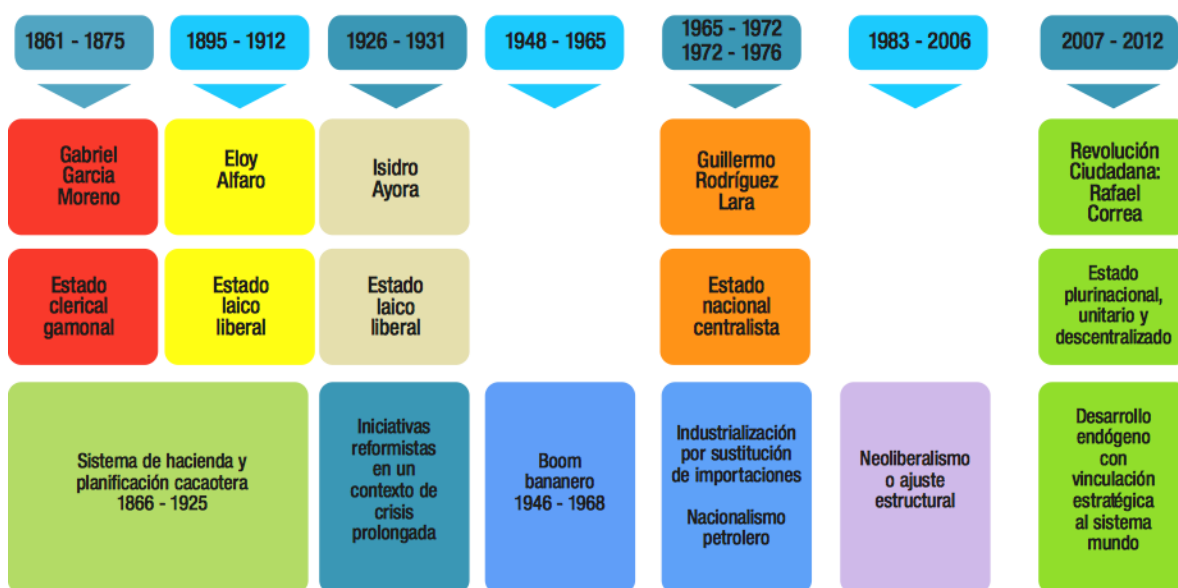 1861 - 1875
1895 - 1912
1926 - 1931
1948 - 1965
1965 - 1972
1972 - 1976
1983 - 2006
2007 - 2012
Gabriel
Garcia
Moreno
Eloy
Alfaro
Isidro
Ayora
Guillermo
Rodríguez
Lara
Revolución
Ciudadana:
Rafael
Correa
Estado
clerical
gamonal
Estado
laico
liberal
Estado
laico
liberal
Estado
nacional
centralista
Estado
plurinacional,
unitario y
descentralizado
Sistema de hacienda y
planificación cacaotera
1866 - 1925
Iniciativas
reformistas
en un
contexto de
crisis
prolongada
Boom
bananero
1946 - 1968
Industrialización
por sustitución
de importaciones
Nacionalismo
petrolero
Neoliberalismo
o ajuste
estructural
Desarrollo
endógeno
con
vinculación
estratégica
al sistema
mundo